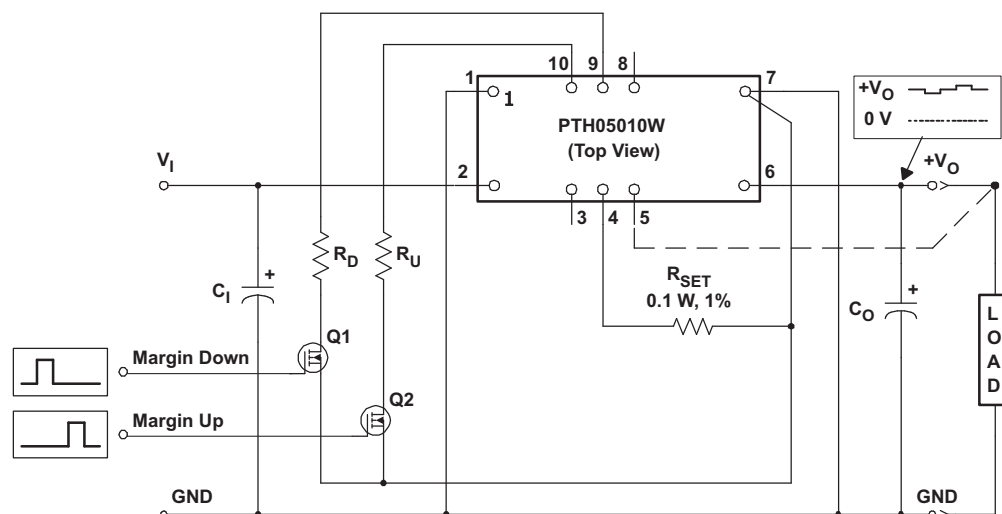 10 9 8
1 7
1
PTH05010W
(Top View)
+VO
0 V
VI
2 6
+VO
3 4 5
RD RU
RSET
0.1 W, 1%
+
CI
+
CO
L
O
A
D
Q1
Margin Down
Q2
Margin Up
GND GND